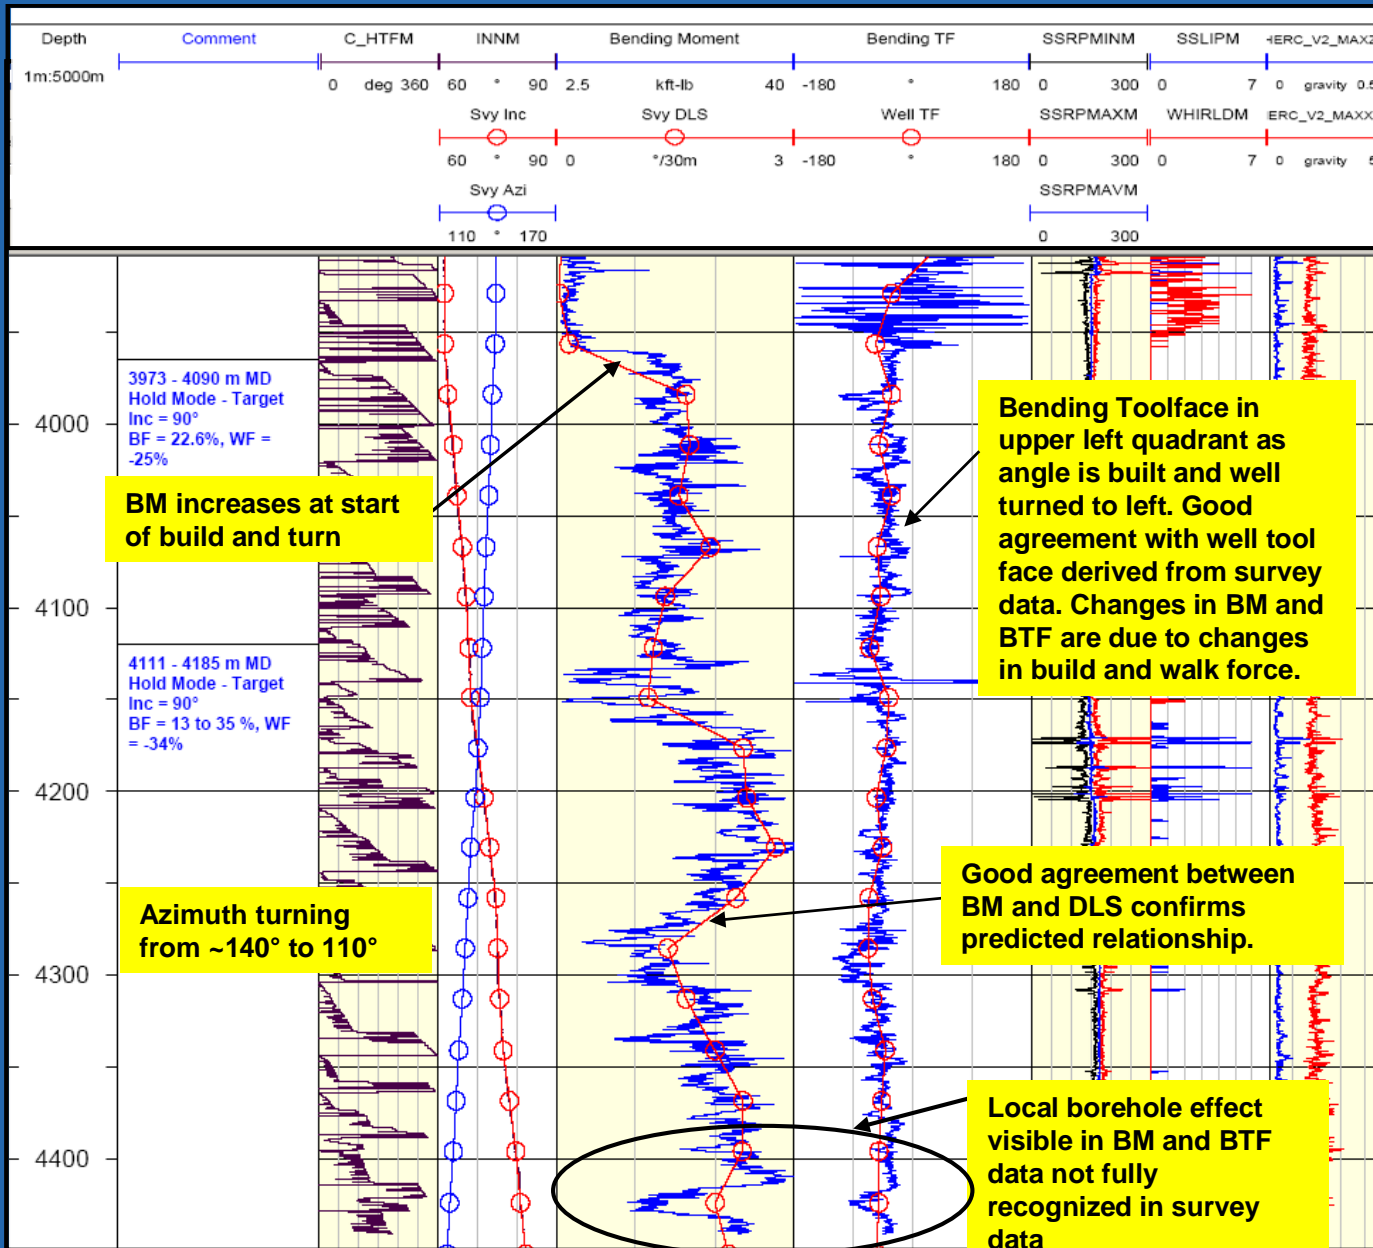 Depth Comment C_HTFM INNM Bending Moment Bending TF SSRPMINM SSLIPM
1m:5000m 0 deg 360 60 ° 90 2.5 kft-lb 40 -180 ° 180 0 300 0 7 0 gravity 0.5
Svy Inc Svy DLS Well TF SSRPMAXM WHIRLDM
60 ° 90 0 °/30m 3 -180 ° 180 0 300 0 7 0 gravity
Svy Azi SSRPMAVM
110 ° 170 0 300
3973 - 4090 m MD
Hold Mode - Target
Inc = 90°
BF = 22.6%, WF =
-25%
4000
BM increases at start
of build and turn
Bending Toolface in
upper left quadrant as
angle is built and well
turned to left. Good
agreement with well tool
face derived from survey
data. Changes in BM and
BTF are due to changes
in build and walk force.
4100
4111 - 4185 m MD
Hold Mode - Target
Inc = 90°
BF = 13 to 35 %, WF
= -34%
4200
Azimuth turning
from ~140° to 110°
Good agreement between
BM and DLS confirms
predicted relationship.
4300
4400
Local borehole effect
visible in BM and BTF
data not fully
recognized in survey
data